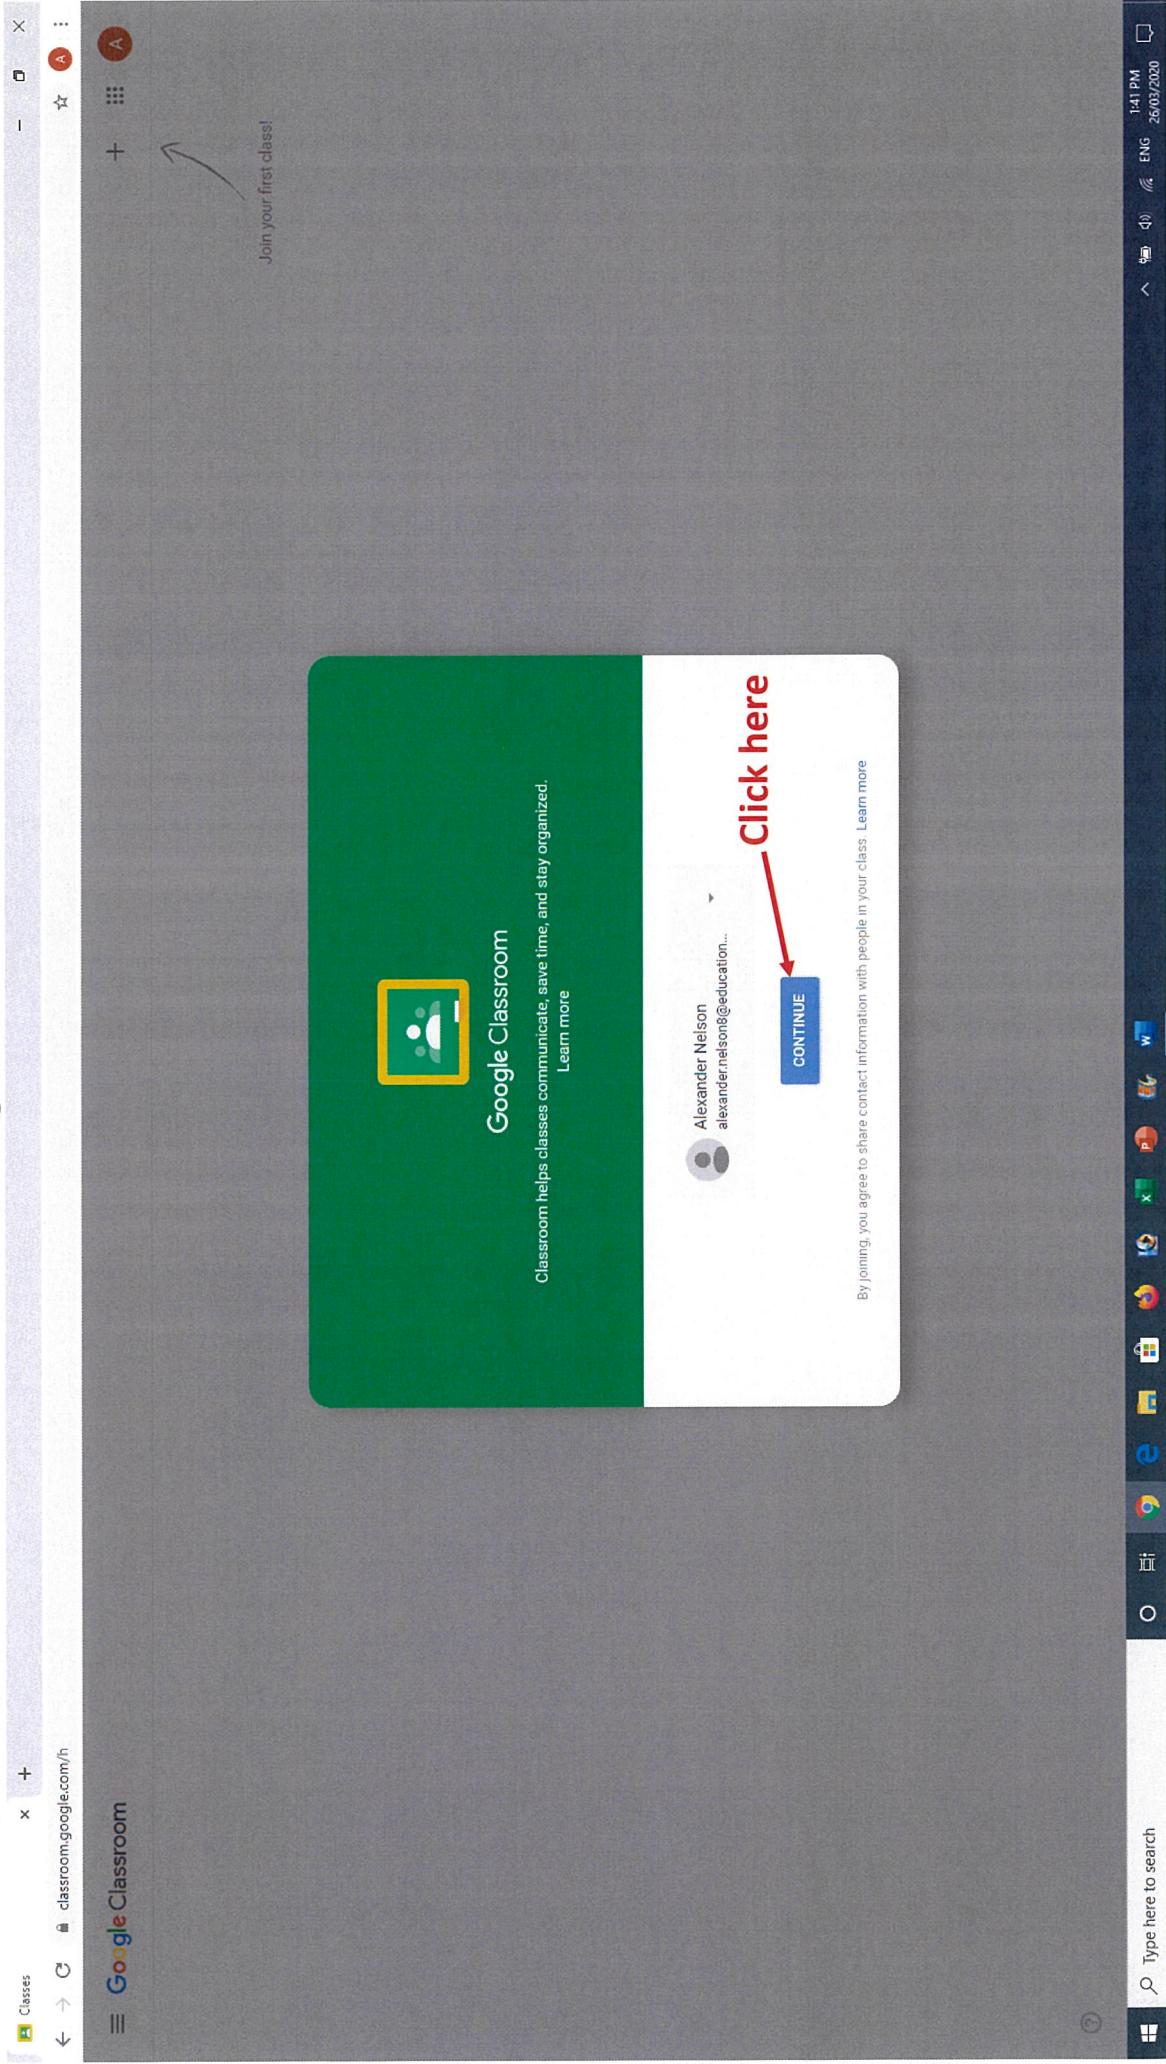 Classes
classroom.google.com/h
Google Classroom
A
A
Join your first class!
Google Classroom
Classroom helps classes communicate, save time, and stay organized.
Learn more
Alexander Nelson
alexander.nelson8@education...
Click here
CONTINUE
By joining, you agree to share contact information with people in your class. Learn more
Type here to search
ENG
1:41 PM
26/03/2020